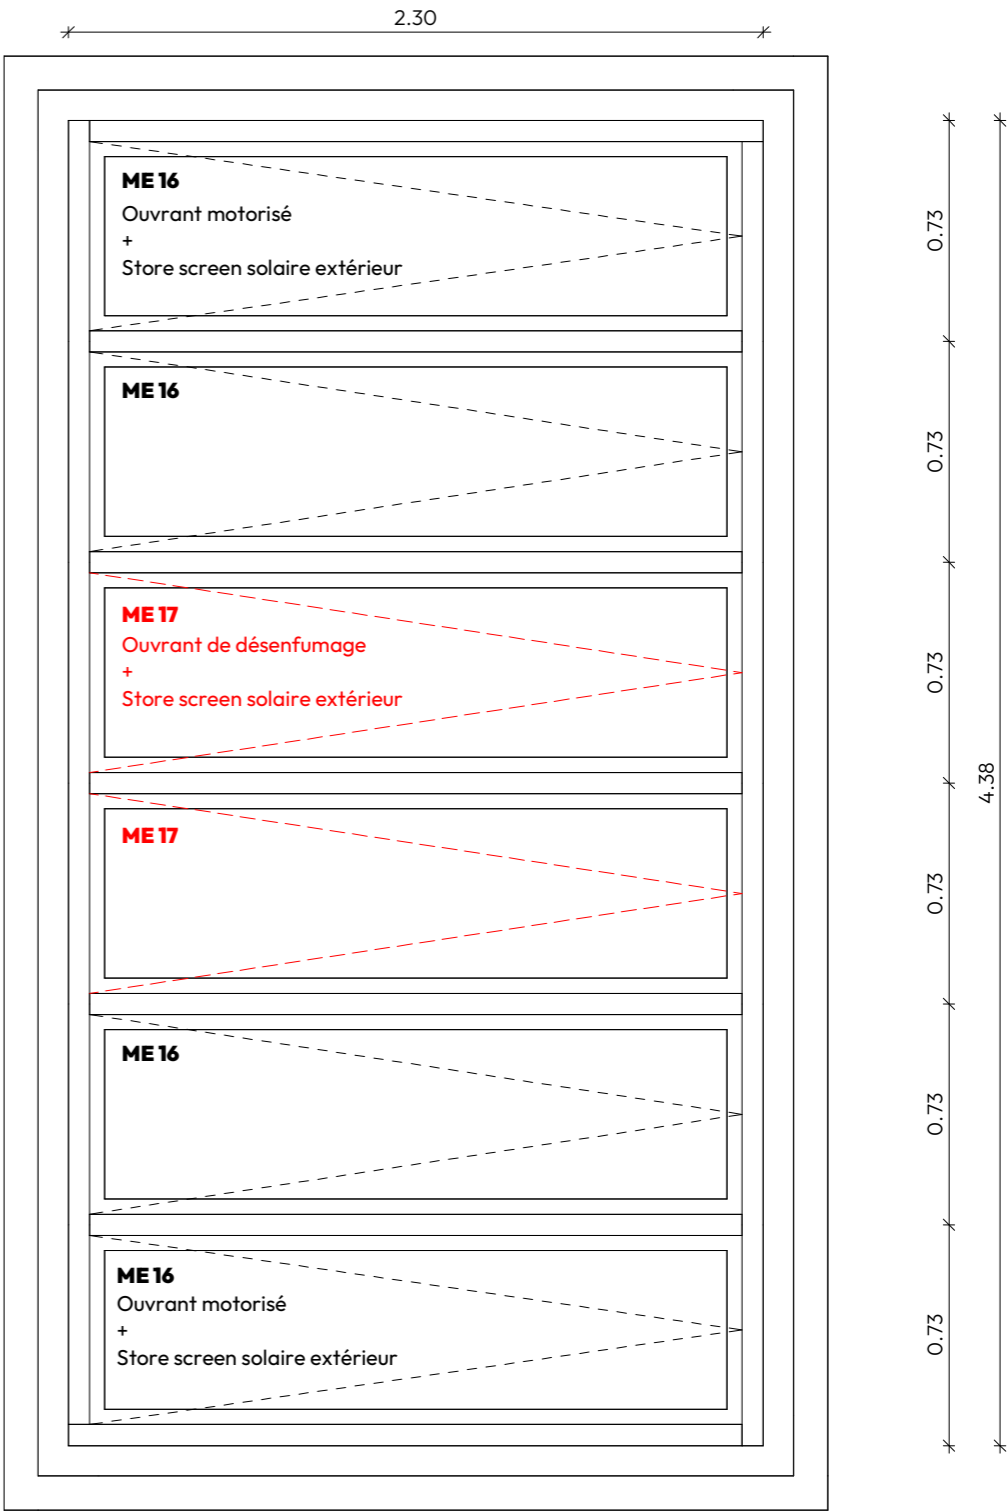 2.30
ME 16
Ouvrant motorisé
+
Store screen solaire extérieur
0.73
ME 16
0.73
ME 17
Ouvrant de désenfumage
+
Store screen solaire extérieur
0.73
4.38
ME 17
0.73
ME 16
0.73
ME 16
Ouvrant motorisé
+
Store screen solaire extérieur
0.73